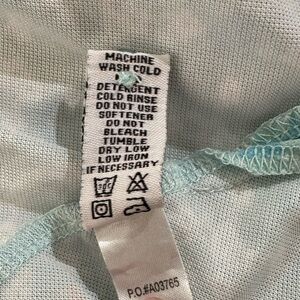 MACHINE
WASH COLD
DETERGENT
COLD RINSE
DO NOT USE
SOFTENER
DO NOT
BLEACH
TUMBLE
DRY LOW
LOW IRON
IF NECESSARY
P.O.#A03765